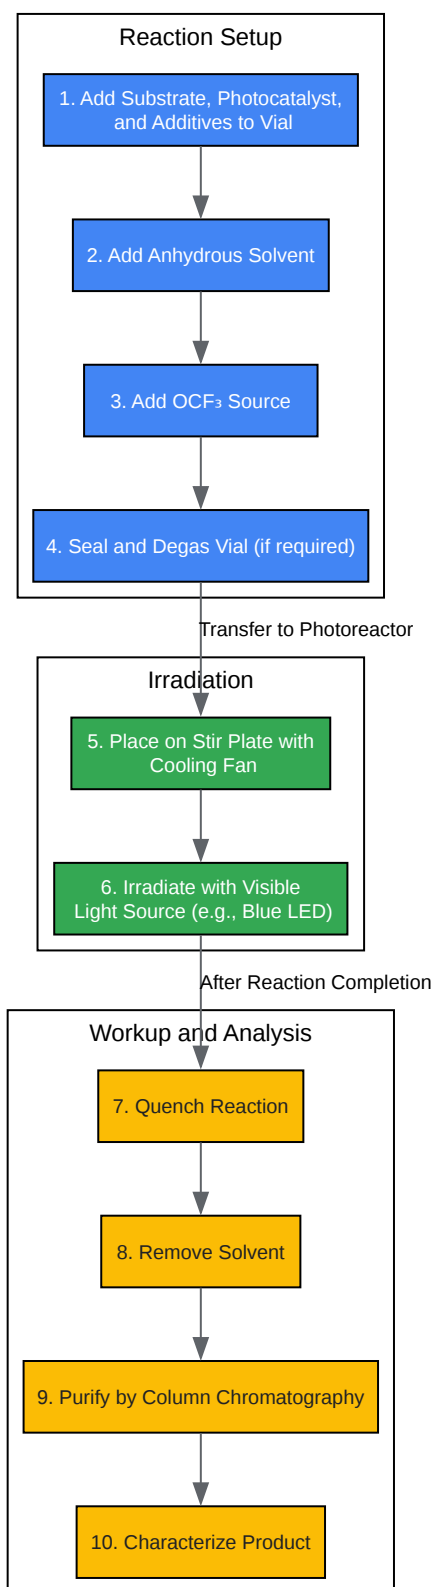 Reaction Setup
1. Add Substrate, Photocatalyst,
and Additives to Vial
2. Add Anhydrous Solvent
3. Add OCF₃ Source
4. Seal and Degas Vial (if required)
Transfer to Photoreactor
Irradiation
5. Place on Stir Plate with
Cooling Fan
6. Irradiate with Visible
Light Source (e.g., Blue LED)
After Reaction Completion
Workup and Analysis
7. Quench Reaction
8. Remove Solvent
9. Purify by Column Chromatography
10. Characterize Product